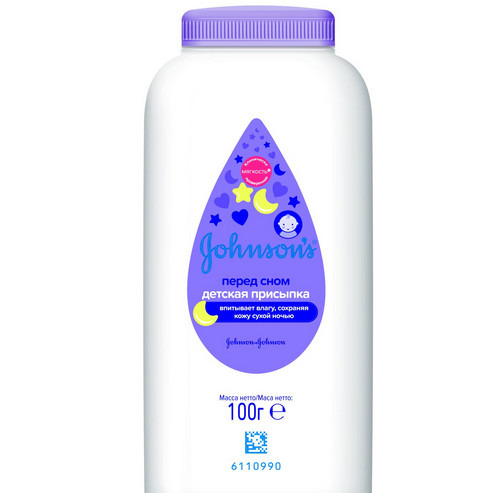 МЯГКОСТЬ
Johnson's®
перед сном
детская присыпка
впитывает влагу, сохраняя
кожу сухой ночью
Johnson+Johnson
Масса нетто/Маса нетто:
100г ℮
6110990